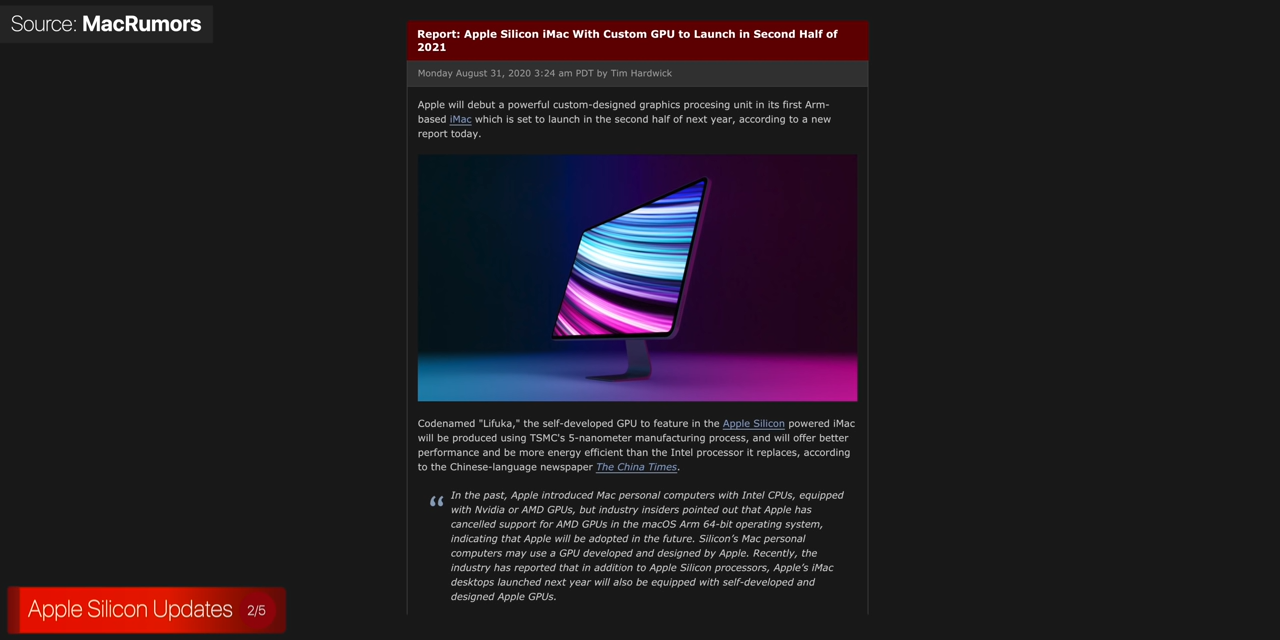 Source: MacRumors
Report: Apple Silicon iMac With Custom GPU to Launch in Second Half of
2021
Monday August 31, 2020 3:24 am PDT by Tim Hardwick
Apple will debut a powerful custom-designed graphics procesing unit in its first Arm-
based iMac which is set to launch in the second half of next year, according to a new
report today.
Codenamed "Lifuka," the self-developed GPU to feature in the Apple Silicon powered iMac
will be produced using TSMC's 5-nanometer manufacturing process, and will offer better
performance and be more energy efficient than the Intel processor it replaces, according
to the Chinese-language newspaper The China Times.
“ In the past, Apple introduced Mac personal computers with Intel CPUs, equipped
with Nvidia or AMD GPUs, but industry insiders pointed out that Apple has
cancelled support for AMD GPUs in the macOS Arm 64-bit operating system,
indicating that Apple will be adopted in the future. Silicon’s Mac personal
computers may use a GPU developed and designed by Apple. Recently, the
industry has reported that in addition to Apple Silicon processors, Apple’s iMac
desktops launched next year will also be equipped with self-developed and
designed Apple GPUs.
Apple Silicon Updates 2/5